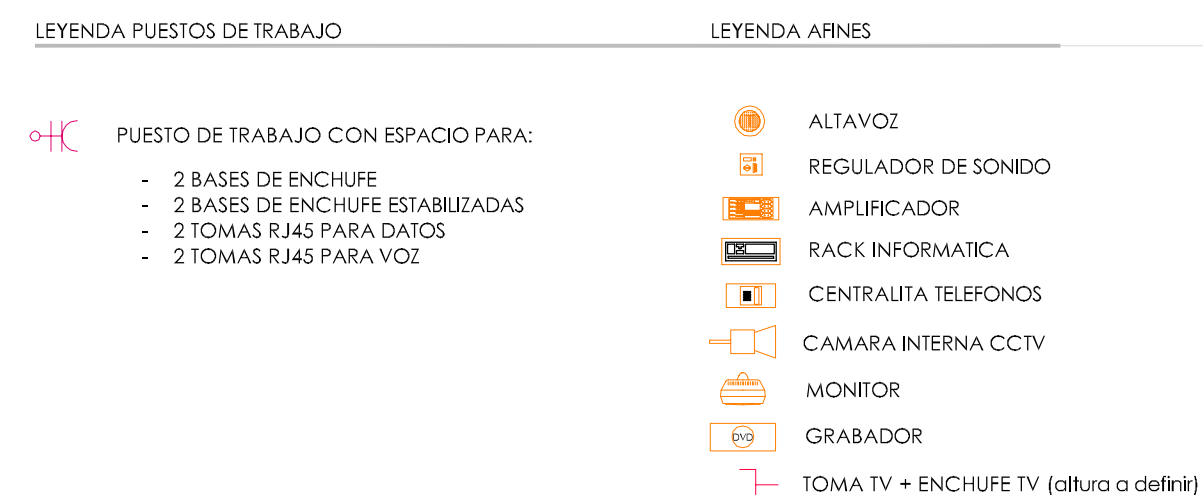 LEYENDA PUESTOS DE TRABAJO
PUESTO DE TRABAJO CON ESPACIO PARA:
- 2 BASES DE ENCHUFE
- 2 BASES DE ENCHUFE ESTABILIZADAS
- 2 TOMAS RJ45 PARA DATOS
- 2 TOMAS RJ45 PARA VOZ
LEYENDA AFINES
ALTAVOZ
REGULADOR DE SONIDO
AMPLIFICADOR
RACK INFORMATICA
CENTRALITA TELEFONOS
CAMARA INTERNA CCTV
MONITOR
DVD GRABADOR
TOMA TV + ENCHUFE TV (altura a definir)